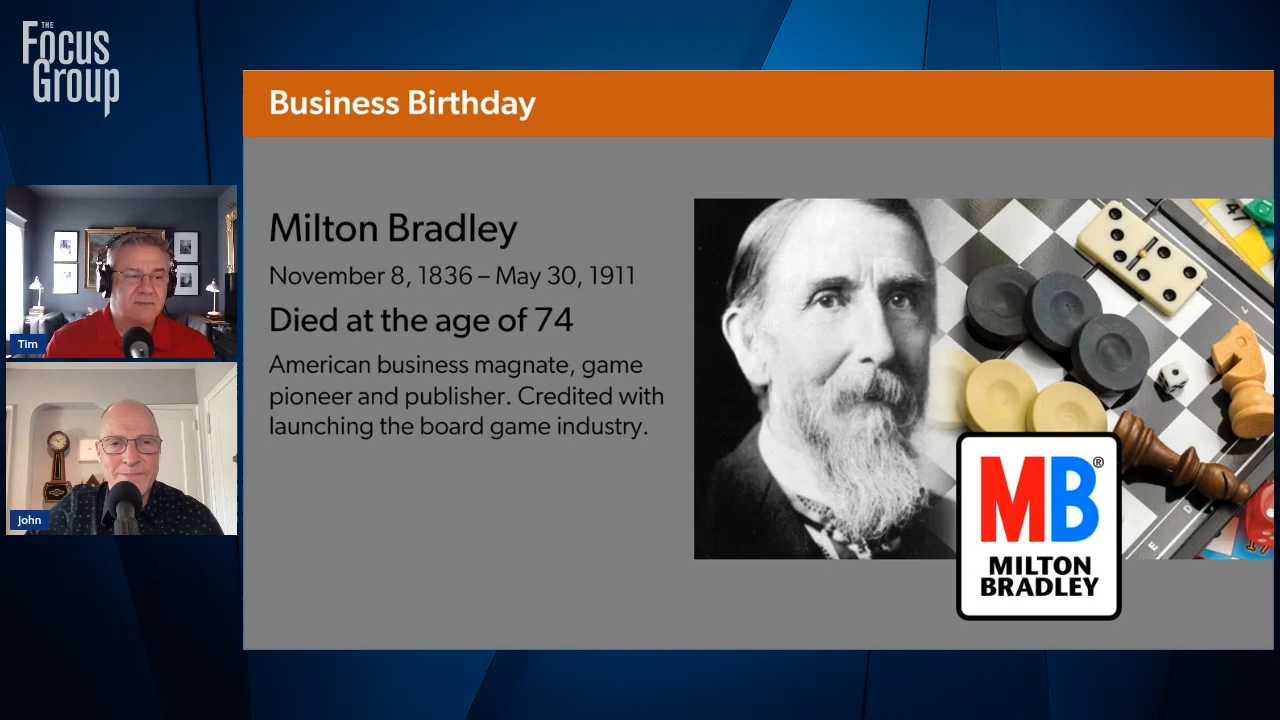 THE
FOCUS
Group
Business Birthday
Tim
John
Milton Bradley
November 8, 1836 – May 30, 1911
Died at the age of 74
American business magnate, game
pioneer and publisher. Credited with
launching the board game industry.
47
L
D
E
MB®
MILTON
BRADLEY